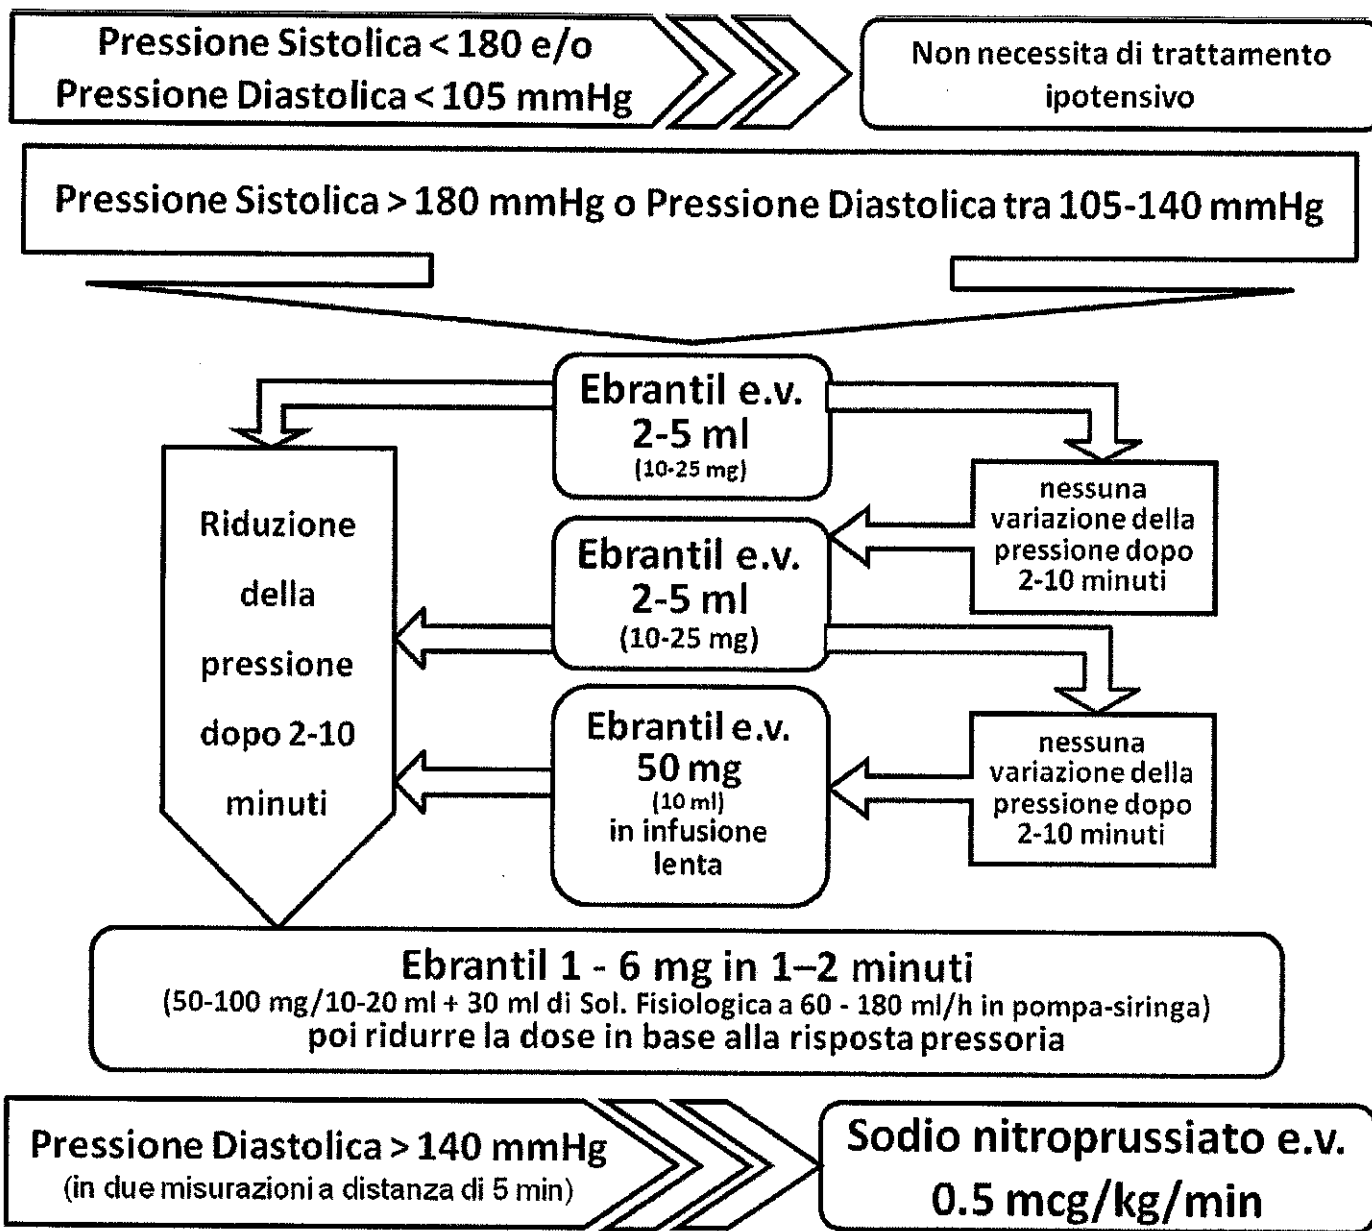 Pressione Sistolica < 180 e/o
Pressione Diastolica < 105 mmHg
Non necessita di trattamento
ipotensivo
Pressione Sistolica > 180 mmHg o Pressione Diastolica tra 105-140 mmHg
Ebrantil e.v.
2-5 ml
(10-25 mg)
nessuna
variazione della
pressione dopo
2-10 minuti
Riduzione
della
pressione
dopo 2-10
minuti
Ebrantil e.v.
2-5 ml
(10-25 mg)
nessuna
variazione della
pressione dopo
2-10 minuti
Ebrantil e.v.
50 mg
(10 ml)
in infusione
lenta
Ebrantil 1 - 6 mg in 1–2 minuti
(50-100 mg/10-20 ml + 30 ml di Sol. Fisiologica a 60 - 180 ml/h in pompa-siringa)
poi ridurre la dose in base alla risposta pressoria
Pressione Diastolica > 140 mmHg
(in due misurazioni a distanza di 5 min)
Sodio nitroprussiato e.v.
0.5 mcg/kg/min